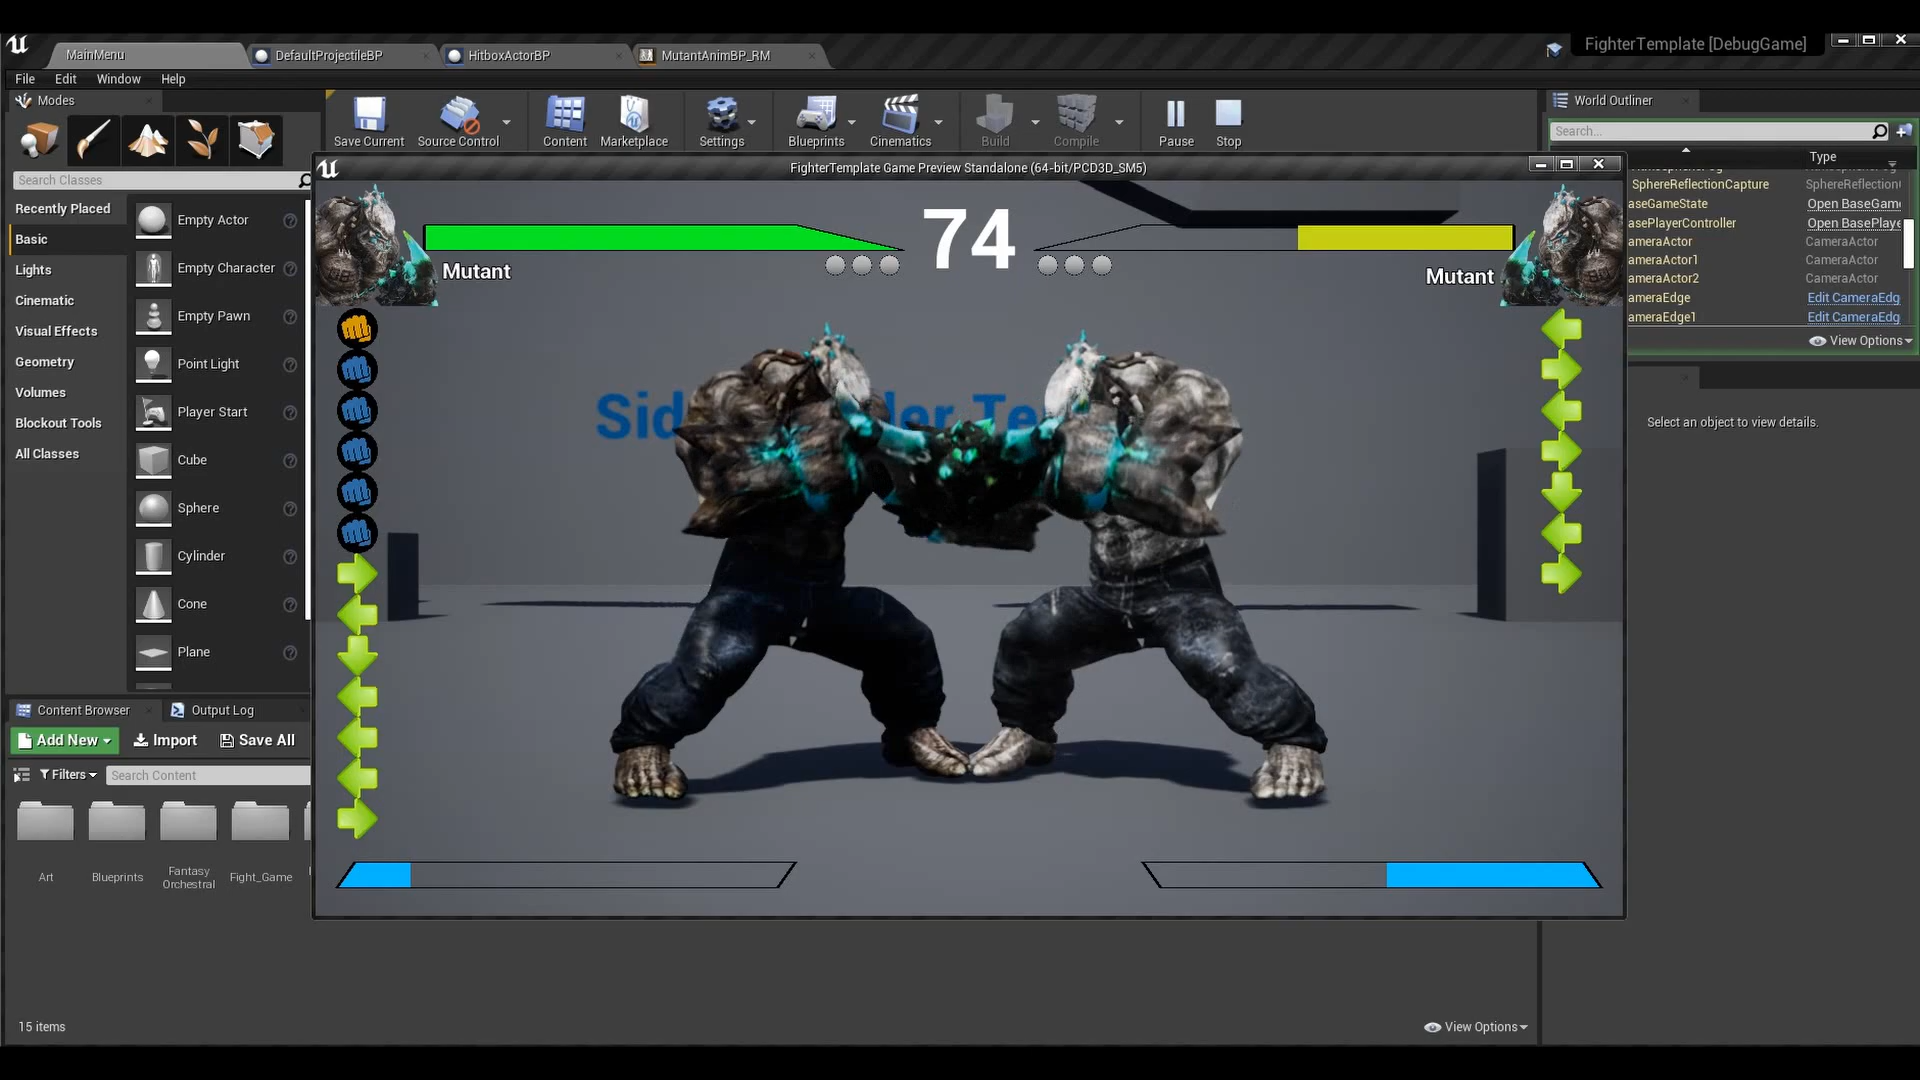 MainMenu
DefaultProjectileBP
HitboxActorBP
MutantAnimBP_RM
FighterTemplate [DebugGame]
File Edit Window Help
Modes
World Outliner
Save Current
Source Control
Content
Marketplace
Settings
Blueprints
Cinematics
Build
Compile
Pause
Stop
Search...
Type
FighterTemplate Game Preview Standalone (64-bit/PCD3D_SM5)
Search Classes
Recently Placed
Basic
Lights
Cinematic
Visual Effects
Geometry
Volumes
Blockout Tools
All Classes
Empty Actor
Empty Character
Empty Pawn
Point Light
Player Start
Cube
Sphere
Cylinder
Cone
Plane
74
Mutant
Mutant
Sid
der Te
SphereReflectionCapture SphereReflection
aseGameState Open BaseGam
asePlayerController Open BasePlaye
ameraActor CameraActor
ameraActor1 CameraActor
ameraActor2 CameraActor
ameraEdge Edit CameraEdg
ameraEdge1 Edit CameraEdg
View Options
Select an object to view details.
Content Browser
Output Log
Add New
Import
Save All
Filters
Search Content
Art
Blueprints
Fantasy
Orchestral
Fight_Game
15 items
View Options